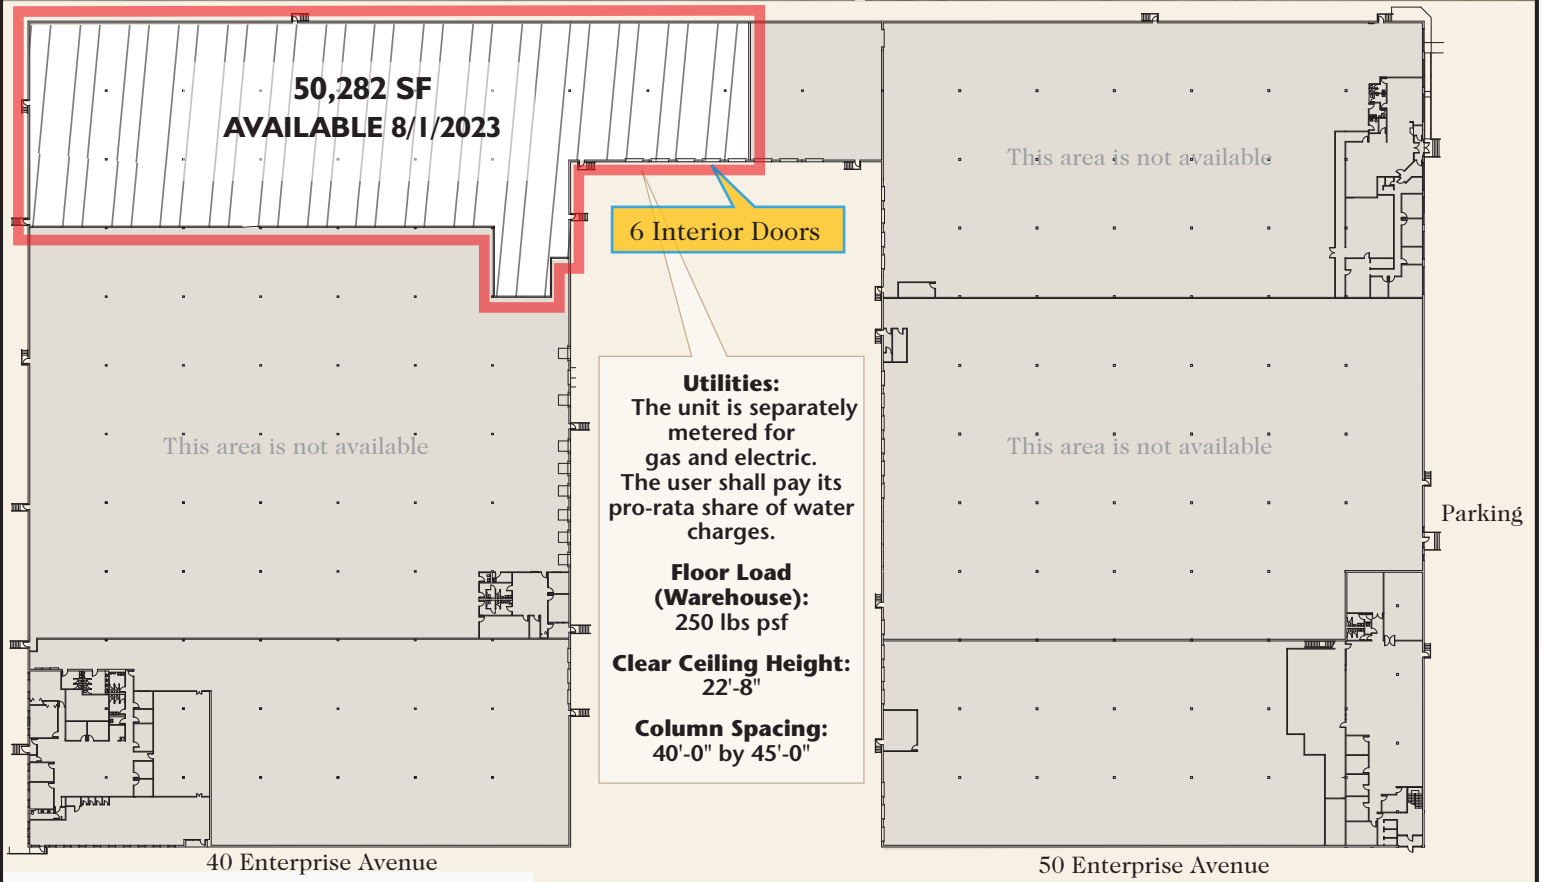 50,282 SF
AVAILABLE 8/1/2023
This area is not available
6 Interior Doors
This area is not available
Utilities:
The unit is separately
metered for
gas and electric.
The user shall pay its
pro-rata share of water
charges.
Floor Load
(Warehouse):
250 lbs psf
Clear Ceiling Height:
22'-8"
Column Spacing:
40'-0" by 45'-0"
This area is not available
Parking
40 Enterprise Avenue
50 Enterprise Avenue